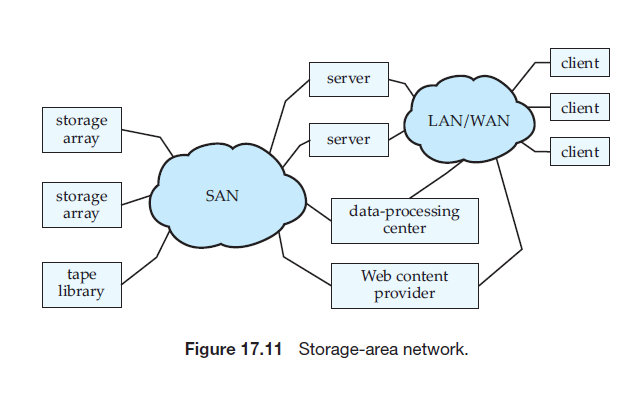 client
server
client
LAN/WAN
storage
array
server
client
storage
array
SAN
data-processing
center
tape
library
Web content
provider
Figure 17.11 Storage-area network.